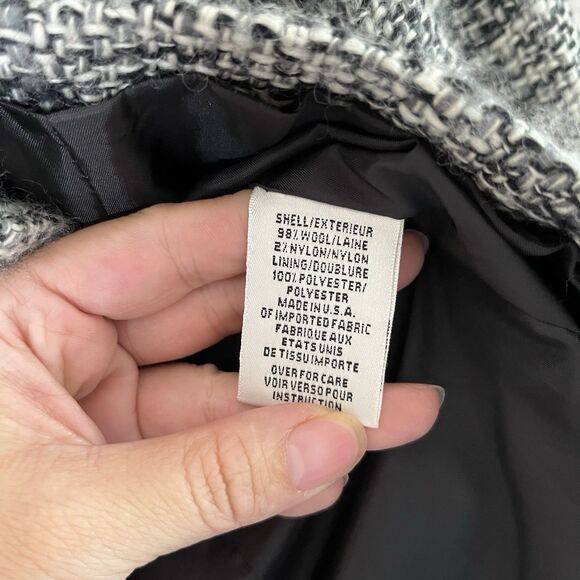 SHELL/EXTERIEUR
98% WOOL/LAINE
2% NYLON/NYLON
LINING/DOUBLURE
100% POLYESTER/
POLYESTER
MADE IN U.S.A.
OF IMPORTED FABRIC
FABRIQUE AUX
ETATS UNIS
DE TISSU IMPORTE
OVER FOR CARE
VOIR VERSO POUR
INSTRUCTION